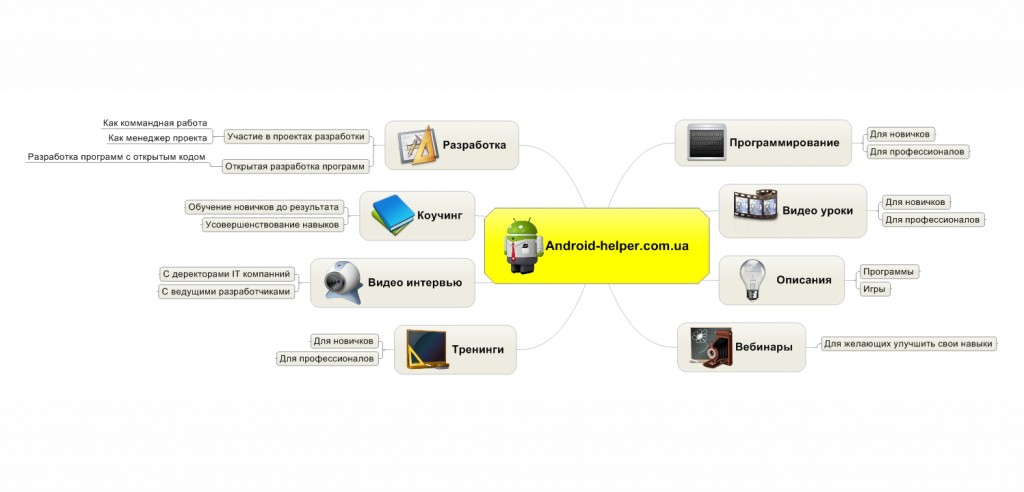 Android-helper.com.ua
Разработка
Участие в проектах разработки
Как коммандная работа
Как менеджер проекта
Открытая разработка программ
Разработка программ с открытым кодом
Коучинг
Обучение новичков до результата
Усовершенствование навыков
Видео интервью
С деректорами IT компанний
С ведущими разработчиками
Тренинги
Для новичков
Для профессионалов
Программирование
Для новичков
Для профессионалов
Видео уроки
Для новичков
Для профессионалов
Описания
Программы
Игры
Вебинары
Для желающих улучшить свои навыки